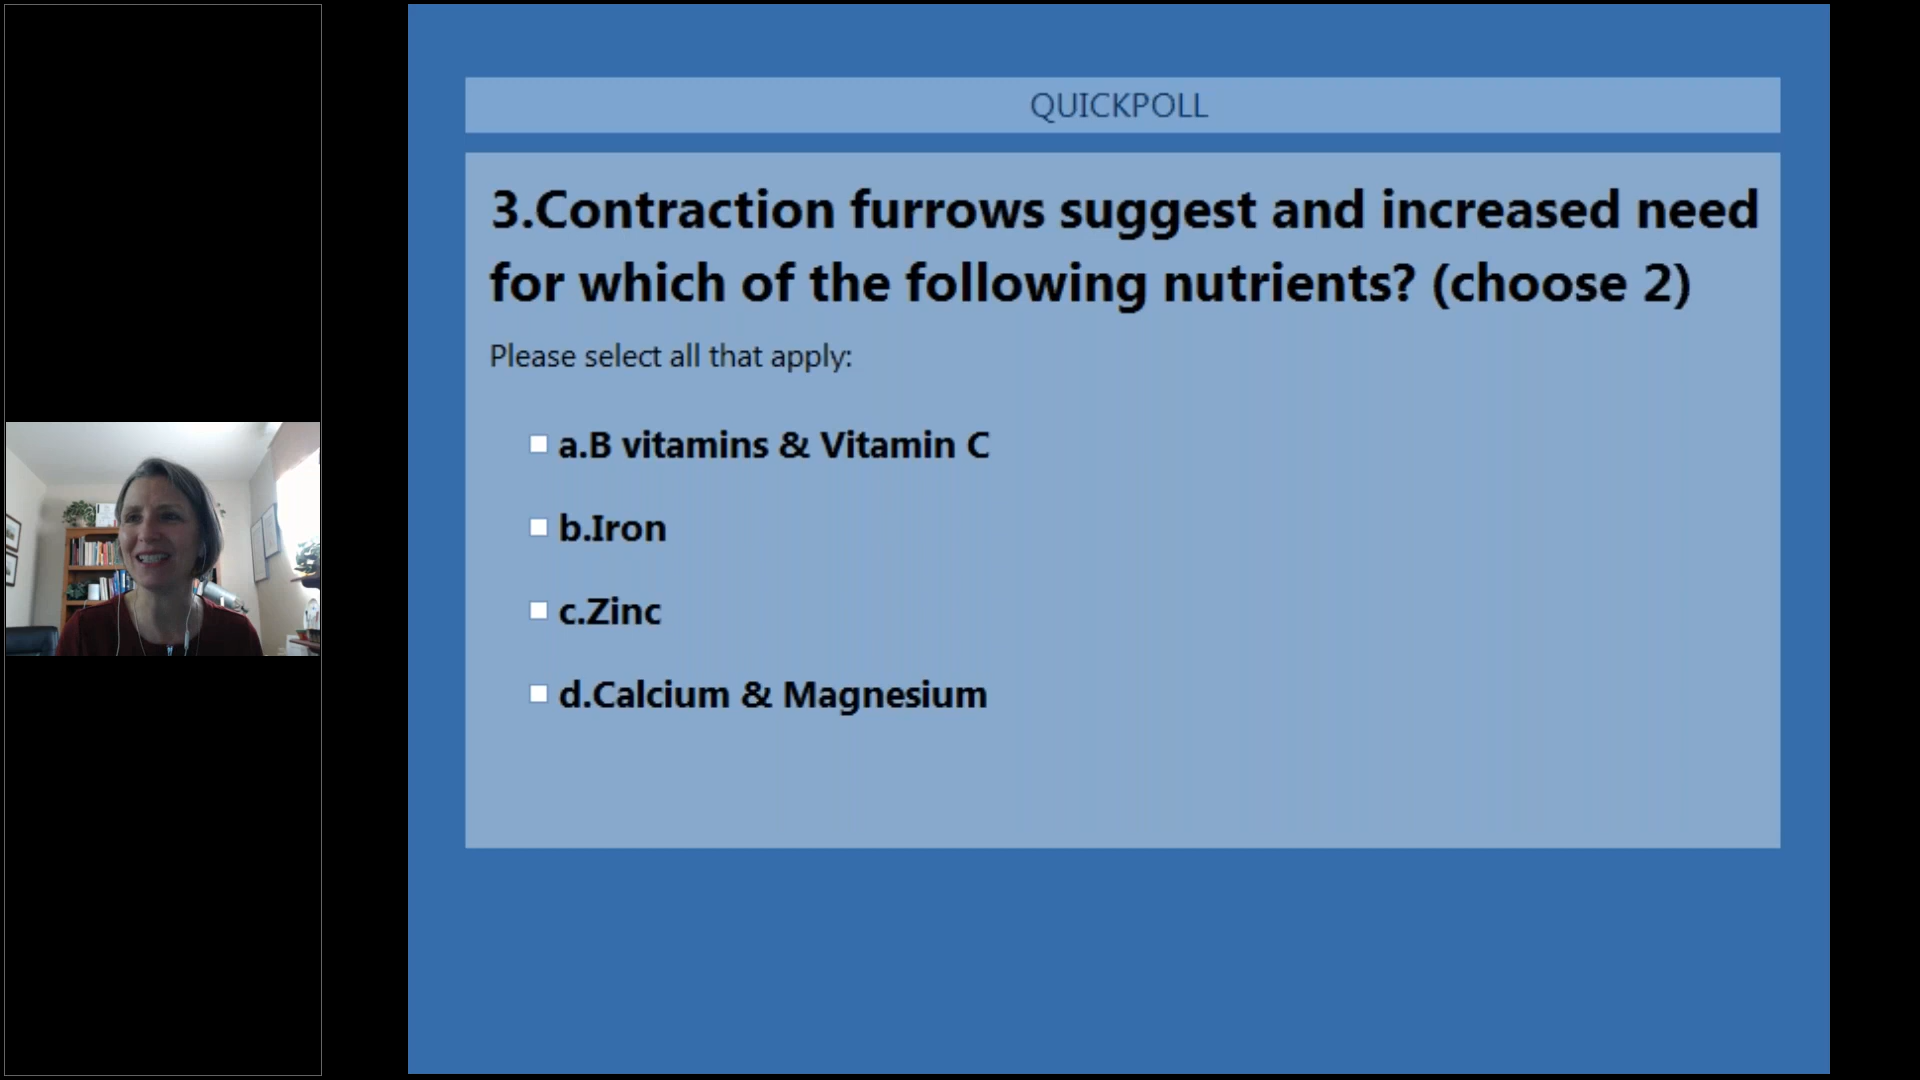 QUICKPOLL
3.Contraction furrows suggest and increased need
for which of the following nutrients? (choose 2)
Please select all that apply:
a.B vitamins & Vitamin C
b.Iron
c.Zinc
d.Calcium & Magnesium